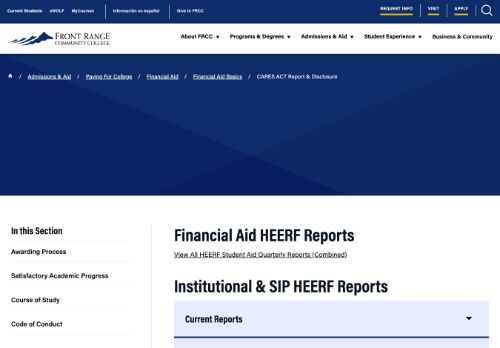 Current Students eWOLF MyCourses Información en español Give to FRCC REQUEST INFO VISIT APPLY
FRONT RANGE
COMMUNITY COLLEGE
About FRCC Programs & Degrees Admissions & Aid Student Experience Business & Community
/ Admissions & Aid / Paying For College / Financial Aid / Financial Aid Basics / CARES ACT Report & Disclosure
In this Section
Awarding Process
Satisfactory Academic Progress
Course of Study
Code of Conduct
Financial Aid HEERF Reports
View All HEERF Student Aid Quarterly Reports (Combined)
Institutional & SIP HEERF Reports
Current Reports